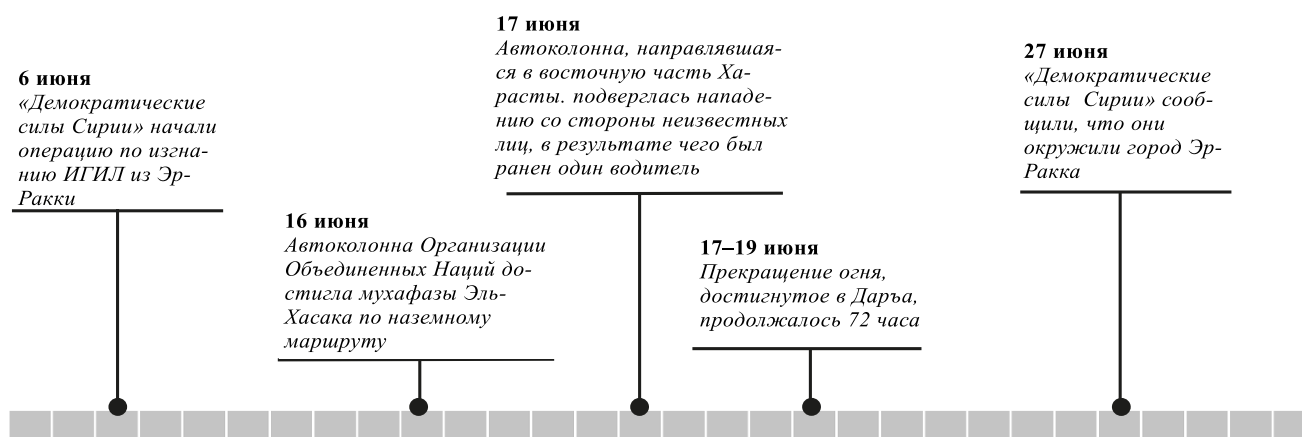 6 июня
«Демократические
силы Сирии» начали
операцию по изгна-
нию ИГИЛ из Эр-
Ракки
16 июня
Автоколонна Организации
Объединенных Наций до-
стигла мухафазы Эль-
Хасака по наземному
маршруту
17 июня
Автоколонна, направлявшая-
ся в восточную часть Ха-
расты. подверглась нападе-
нию со стороны неизвестных
лиц, в результате чего был
ранен один водитель
17–19 июня
Прекращение огня,
достигнутое в Даръа,
продолжалось 72 часа
27 июня
«Демократические
силы  Сирии» сооб-
щили, что они
окружили город Эр-
Ракка